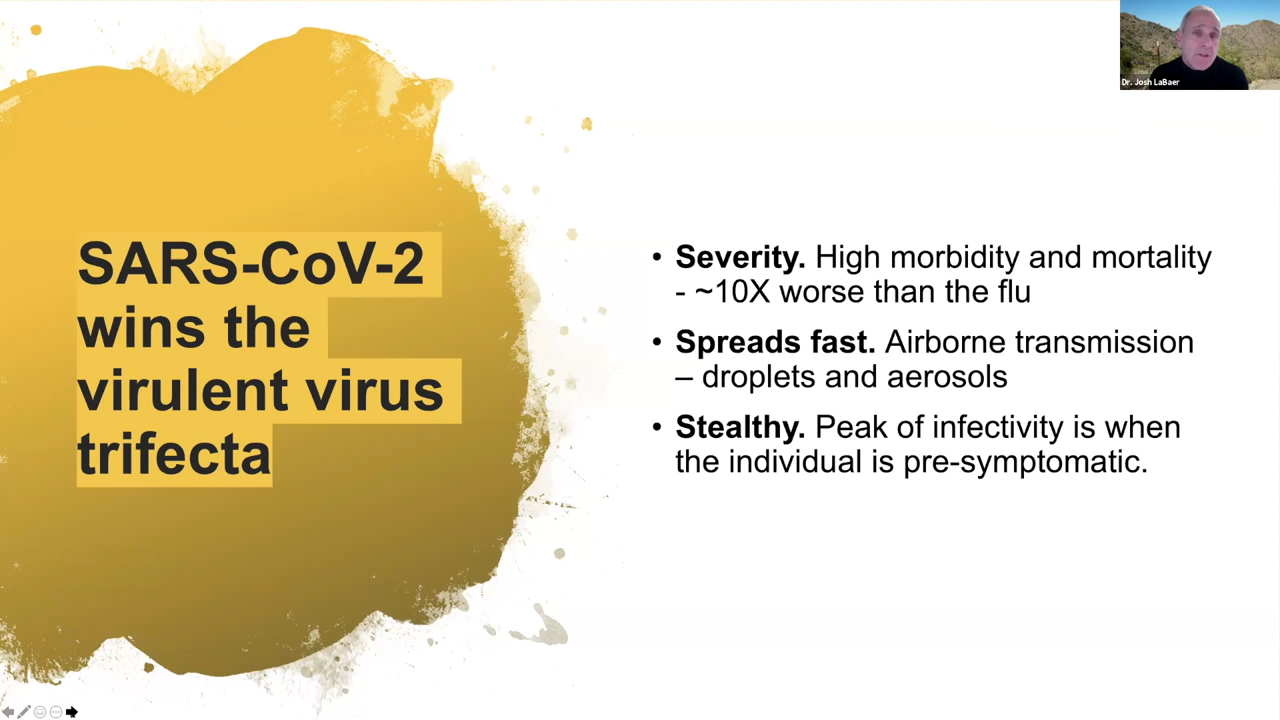 Dr. Josh LaBaer
SARS-CoV-2
wins the
virulent virus
trifecta
• Severity. High morbidity and mortality
- ~10X worse than the flu
• Spreads fast. Airborne transmission
– droplets and aerosols
• Stealthy. Peak of infectivity is when
the individual is pre-symptomatic.